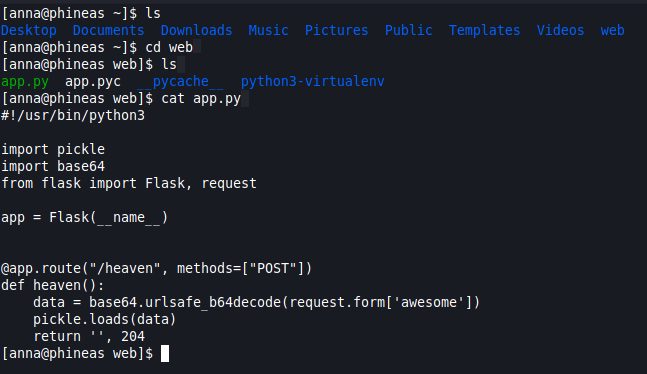 [anna@phineas ~]$ ls
Desktop  Documents  Downloads  Music  Pictures  Public  Templates  Videos  web
[anna@phineas ~]$ cd web
[anna@phineas web]$ ls
app.py  app.pyc  __pycache__  python3-virtualenv
[anna@phineas web]$ cat app.py
#!/usr/bin/python3

import pickle
import base64
from flask import Flask, request

app = Flask(__name__)


@app.route("/heaven", methods=["POST"])
def heaven():
    data = base64.urlsafe_b64decode(request.form['awesome'])
    pickle.loads(data)
    return '', 204
[anna@phineas web]$